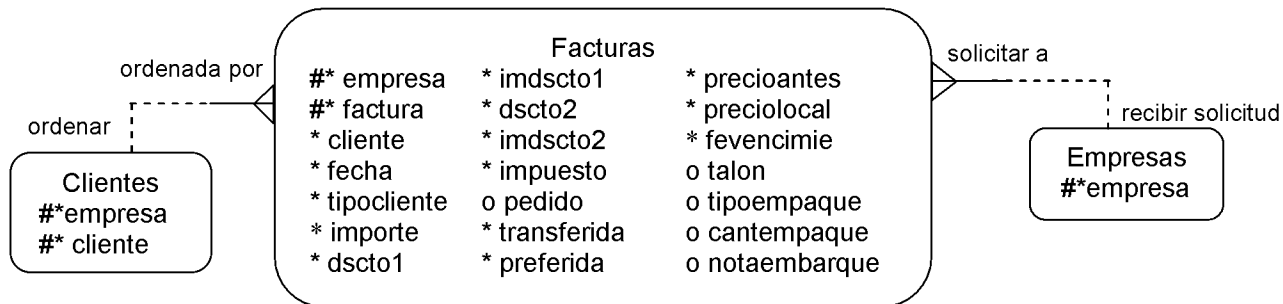 ordenada por
ordenar
Clientes
#*empresa
#* cliente
Facturas
#* empresa
#* factura
* cliente
* fecha
* tipocliente
* importe
* dscto1
* imdscto1
* dscto2
* imdscto2
* impuesto
o pedido
* transferida
* preferida
* precioantes
* preciolocal
* fevencimie
o talon
o tipoempaque
o cantempaque
o notaembarque
solicitar a
recibir solicitud
Empresas
#*empresa